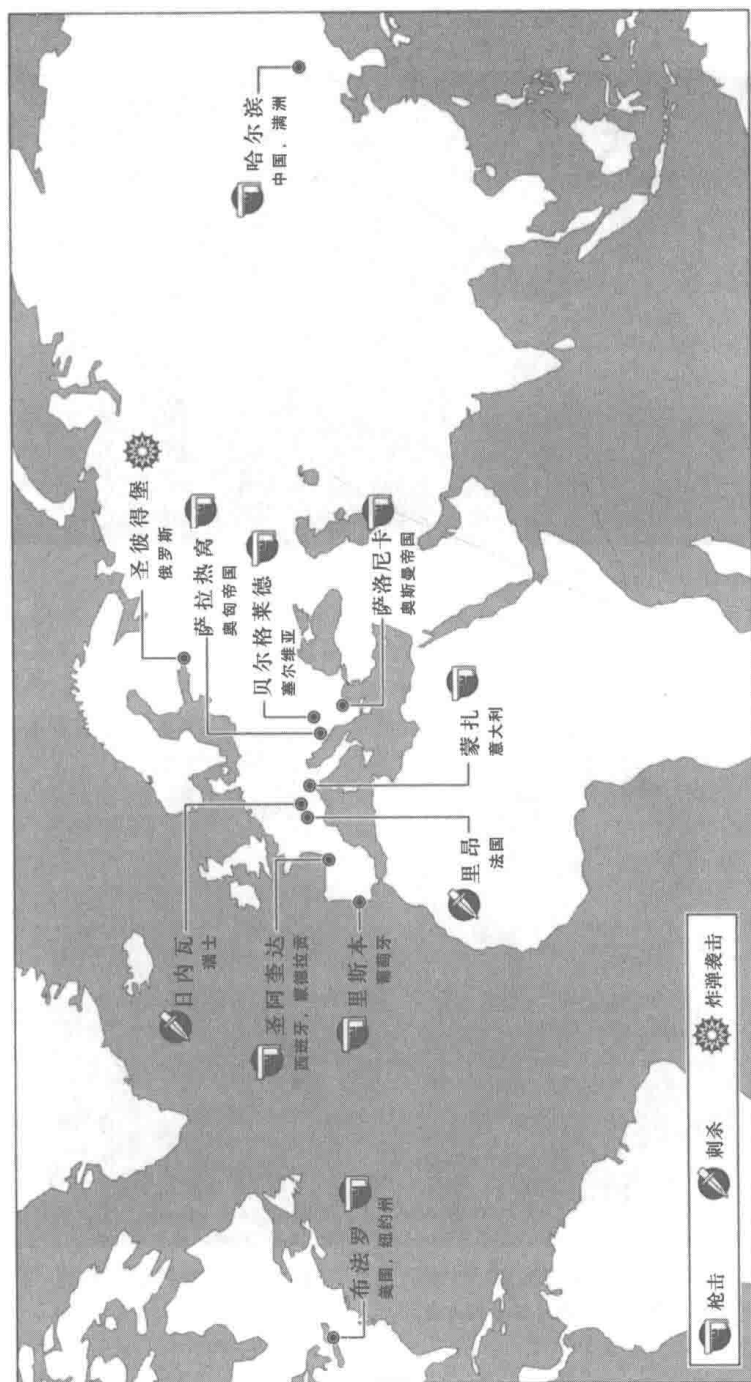 圣彼得堡
俄罗斯
萨拉热窝
奥匈帝国
贝尔格莱德
塞尔维亚
萨洛尼卡
奥斯曼帝国
哈尔滨
中国，满洲
日内瓦
瑞士
圣阿奎达
西班牙，蒙德拉贡
里斯本
葡萄牙
里昂
法国
蒙扎
意大利
布法罗
美国，纽约州
枪击
刺杀
炸弹袭击